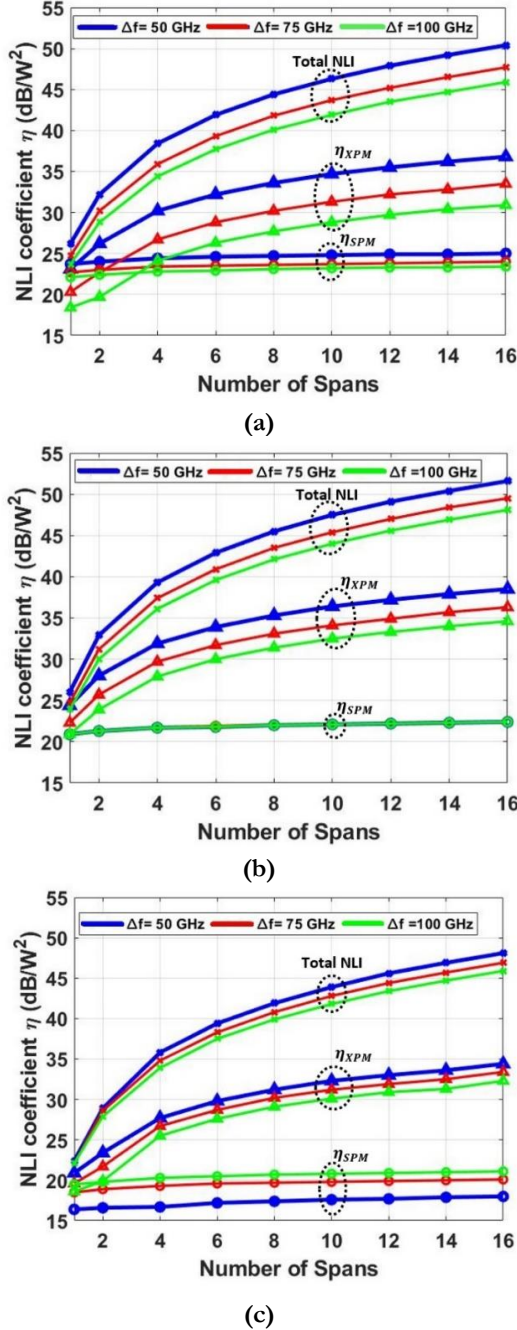 Δf= 50 GHz Δf= 75 GHz Δf =100 GHz
Total NLI
η_XPM
η_SPM
NLI coefficient η (dB/W²)
55
50
45
40
35
30
25
20
15
2 4 6 8 10 12 14 16
Number of Spans
(a)
Δf= 50 GHz Δf= 75 GHz Δf =100 GHz
Total NLI
η_XPM
η_SPM
NLI coefficient η (dB/W²)
55
50
45
40
35
30
25
20
15
2 4 6 8 10 12 14 16
Number of Spans
(b)
Δf= 50 GHz Δf= 75 GHz Δf =100 GHz
Total NLI
η_XPM
η_SPM
NLI coefficient η (dB/W²)
55
50
45
40
35
30
25
20
15
2 4 6 8 10 12 14 16
Number of Spans
(c)